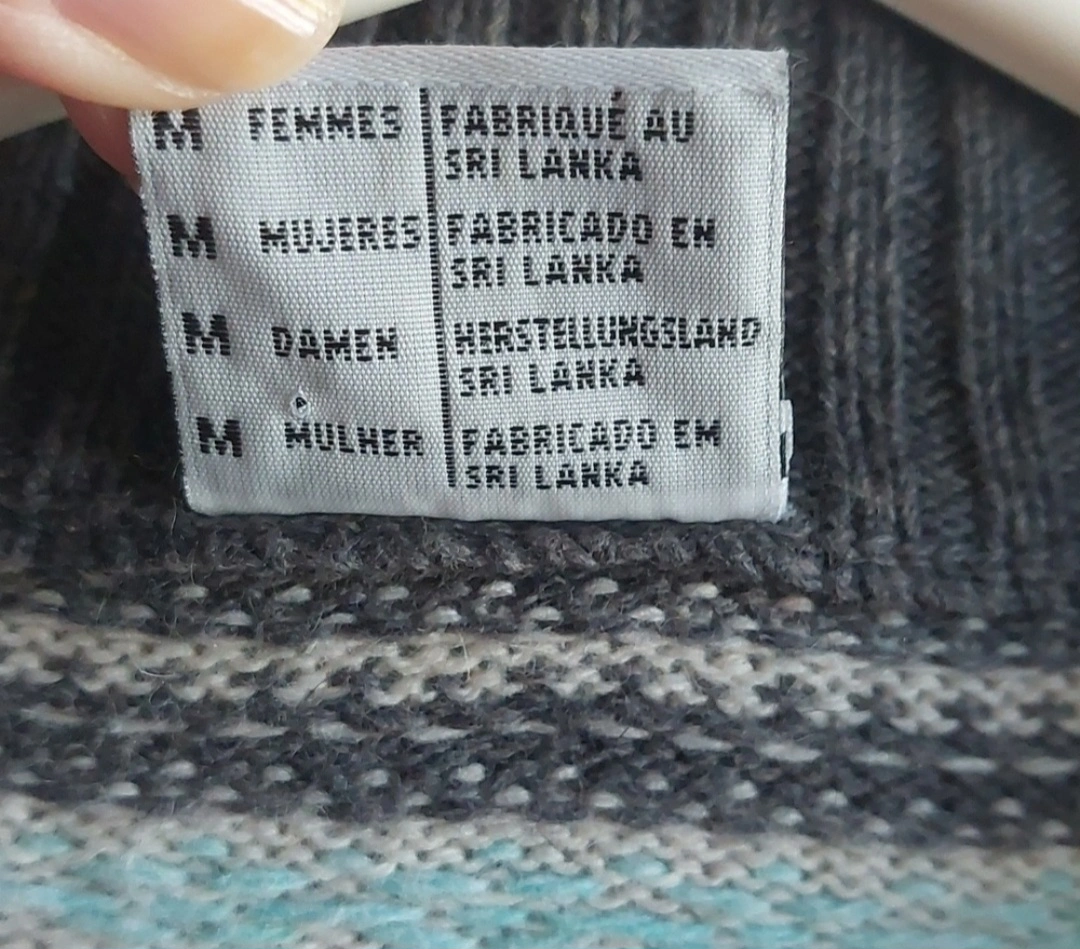 M FEMMES FABRIQUÉ AU
SRI LANKA
M MUJERES FABRICADO EN
SRI LANKA
M DAMEN HERSTELLUNGSLAND
SRI LANKA
M MULHER FABRICADO EM
SRI LANKA